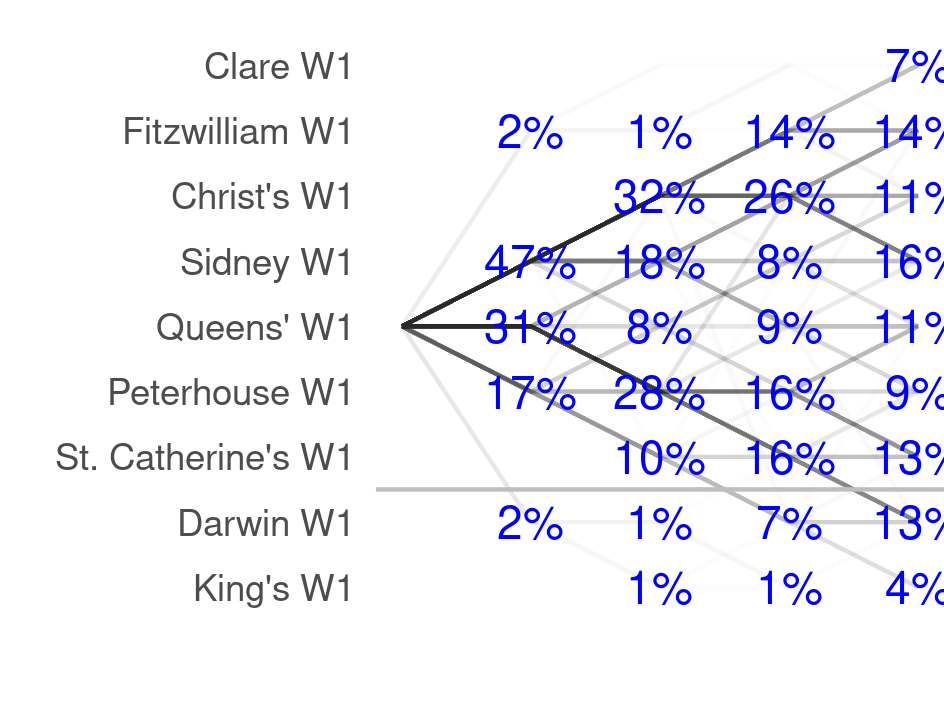 Clare W1 7%
Fitzwilliam W1 2% 1% 14% 14%
Christ's W1 32% 26% 11%
Sidney W1 47% 18% 8% 16%
Queens' W1 31% 8% 9% 11%
Peterhouse W1 17% 28% 16% 9%
St. Catherine's W1 10% 16% 13%
Darwin W1 2% 1% 7% 13%
King's W1 1% 1% 4%